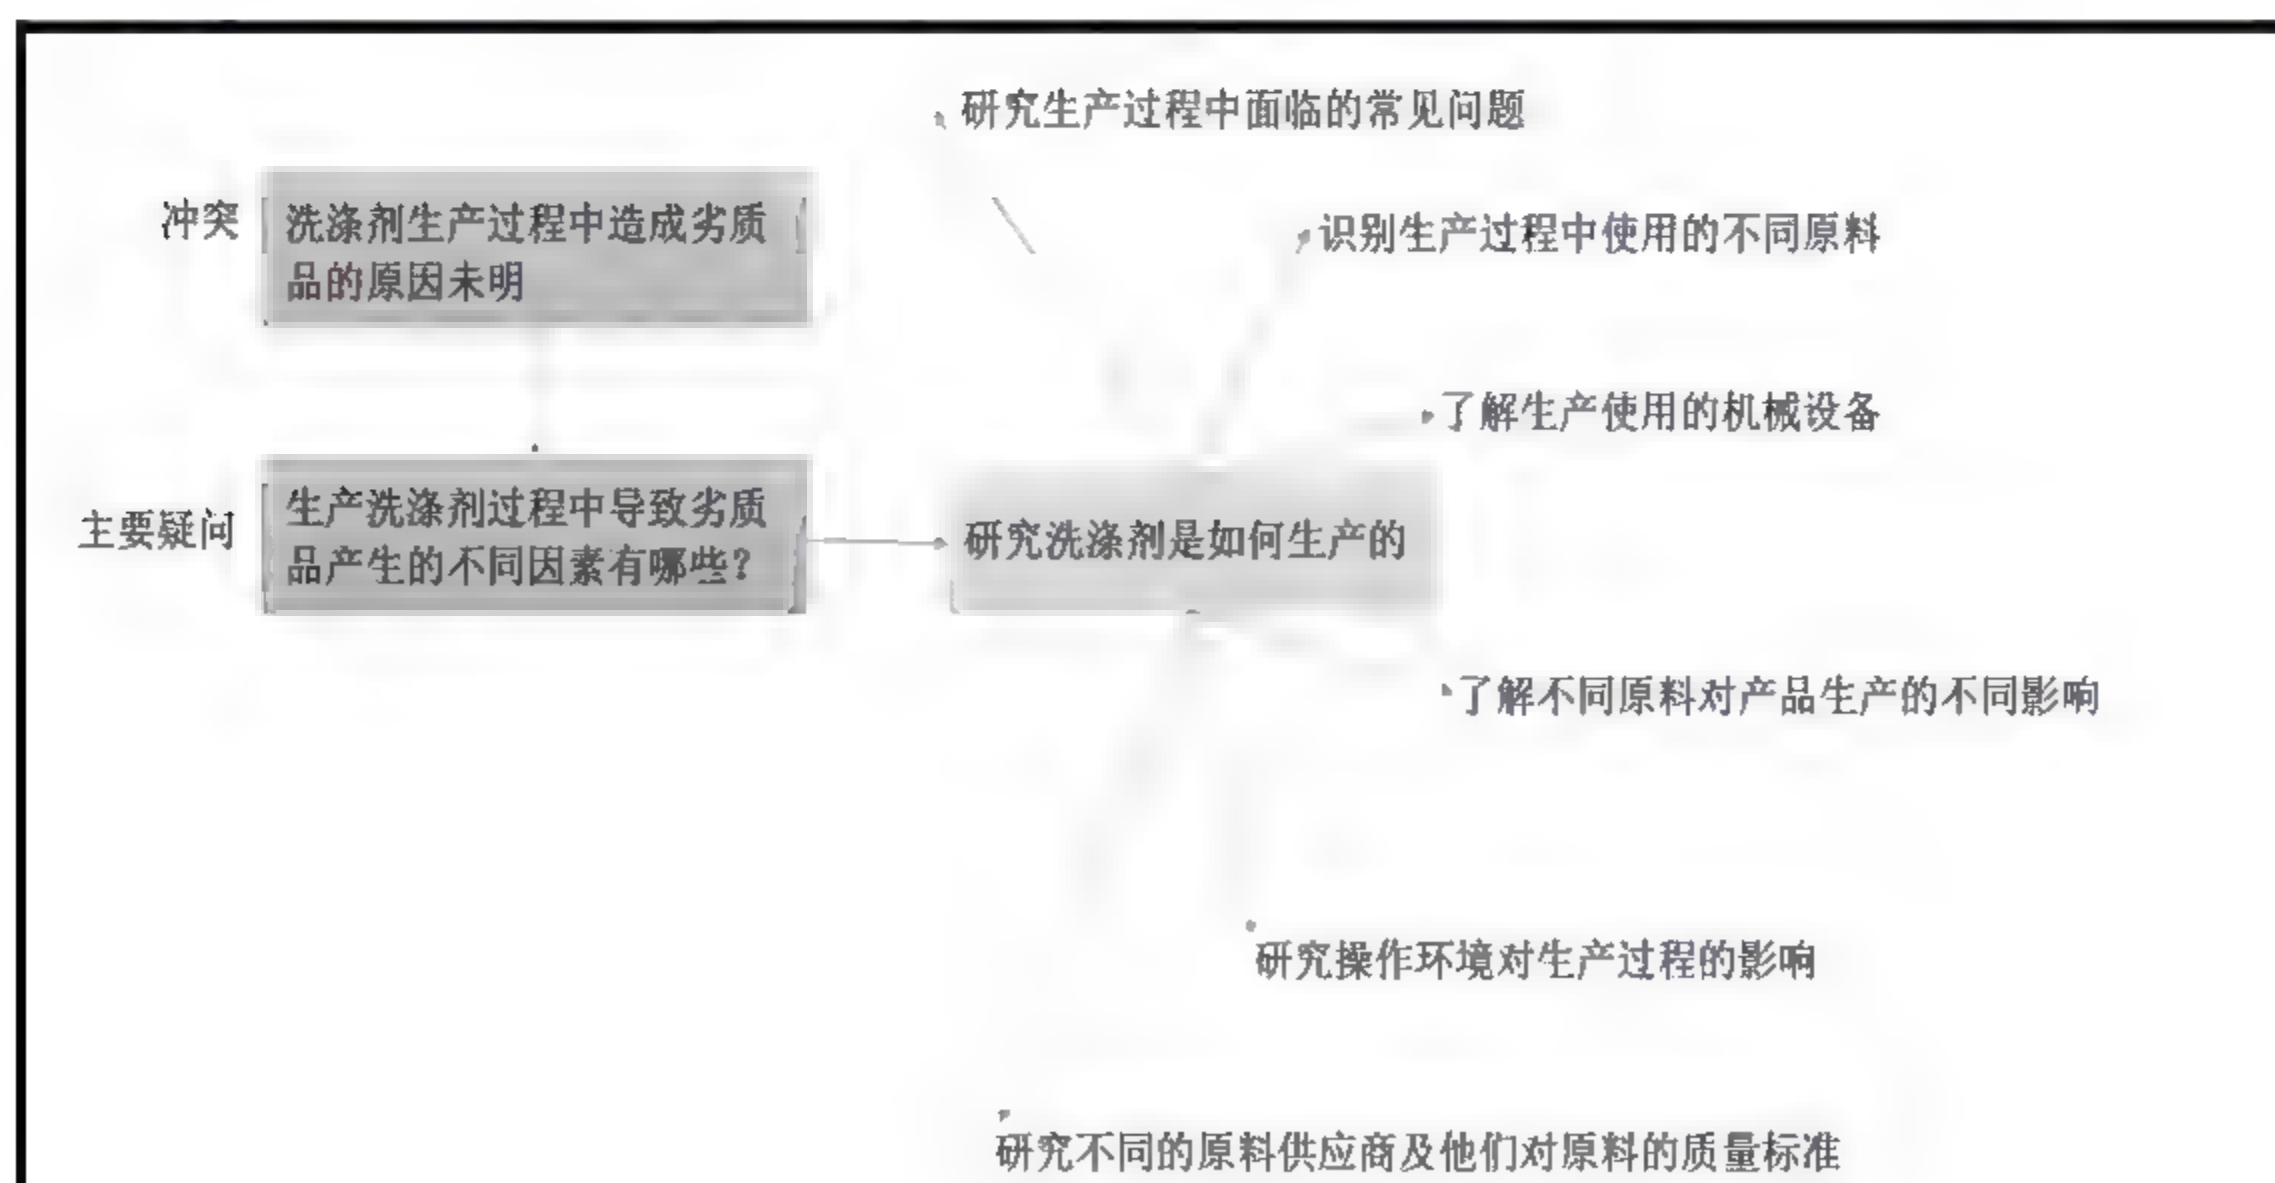 研究生产过程中面临的常见问题
冲突
洗涤剂生产过程中造成劣质
品的原因未明
识别生产过程中使用的不同原料
了解生产使用的机械设备
主要疑问
生产洗涤剂过程中导致劣质
品产生的不同因素有哪些？
研究洗涤剂是如何生产的
了解不同原料对产品生产的不同影响
研究操作环境对生产过程的影响
研究不同的原料供应商及他们对原料的质量标准